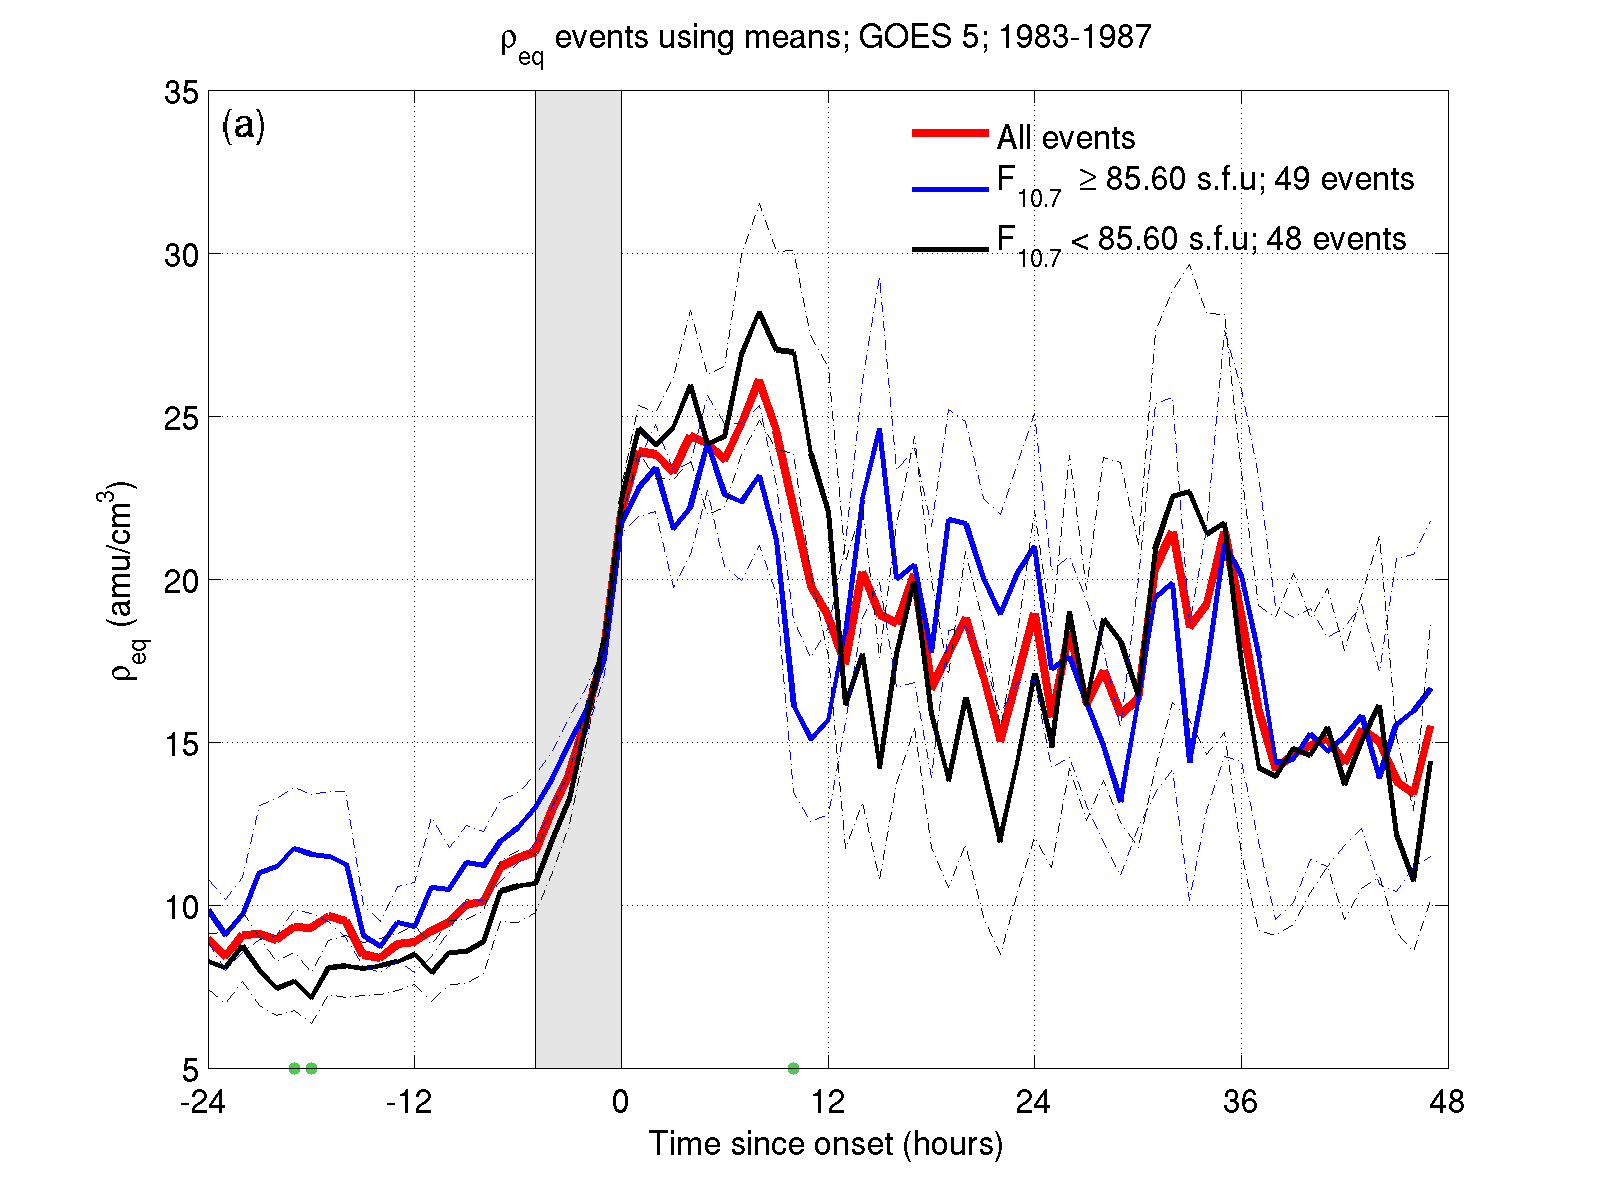 ρeq events using means; GOES 5; 1983-1987
(a)
All events
F10.7 ≥ 85.60 s.f.u; 49 events
F10.7 < 85.60 s.f.u; 48 events
ρeq (amu/cm3)
35
30
25
20
15
10
5
-24 -12 0 12 24 36 48
Time since onset (hours)